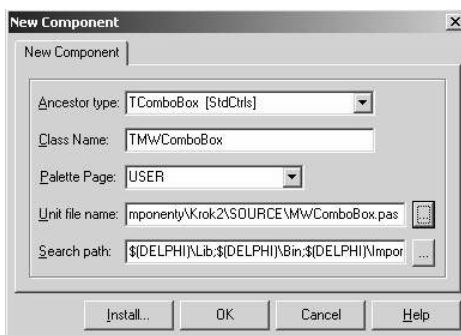 New Component
New Component
Ancestor type: TComboBox [StdCtrls]
Class Name: TMWComboBox
Palette Page: USER
Unit file name: mponenty\Krok2\SOURCE\MWComboBox.pas ...
Search path: $(DELPHI)\Lib;$(DELPHI)\Bin;$(DELPHI)\Impor ...
Install... OK Cancel Help